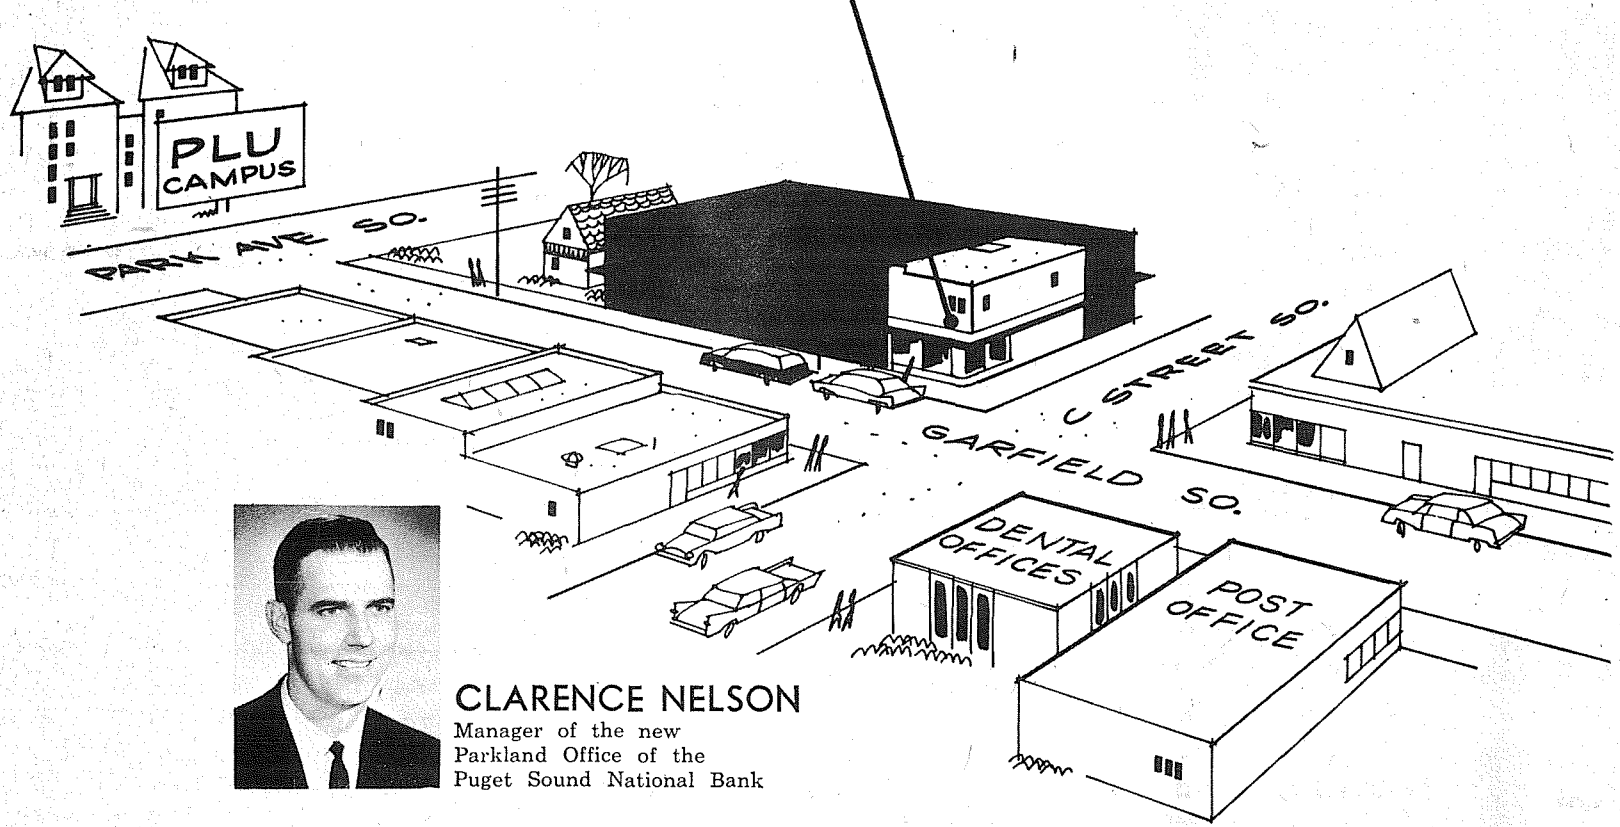 PLU
CAMPUS
PARK AVE SO.
C STREET SO.
GARFIELD SO.
DENTAL
OFFICES
POST
OFFICE
CLARENCE NELSON
Manager of the new
Parkland Office of the
Puget Sound National Bank